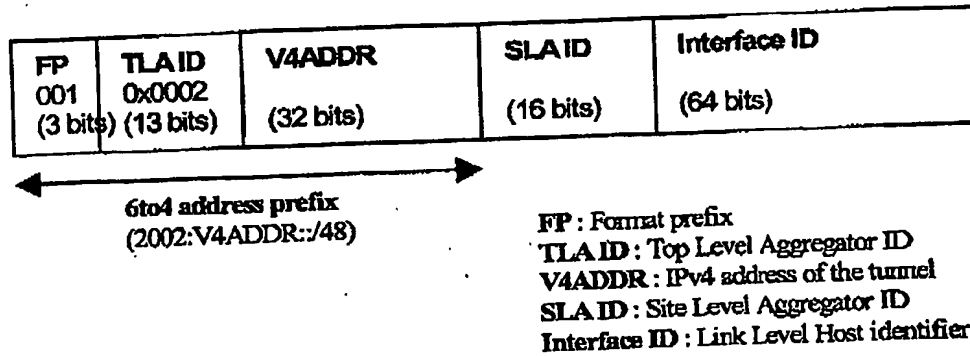 FP TLA ID V4ADDR SLA ID Interface ID
001 0x0002
(3 bits) (13 bits) (32 bits) (16 bits) (64 bits)
6to4 address prefix
(2002:V4ADDR::/48)
FP : Format prefix
TLA ID : Top Level Aggregator ID
V4ADDR : IPv4 address of the tunnel
SLA ID : Site Level Aggregator ID
Interface ID : Link Level Host identifier